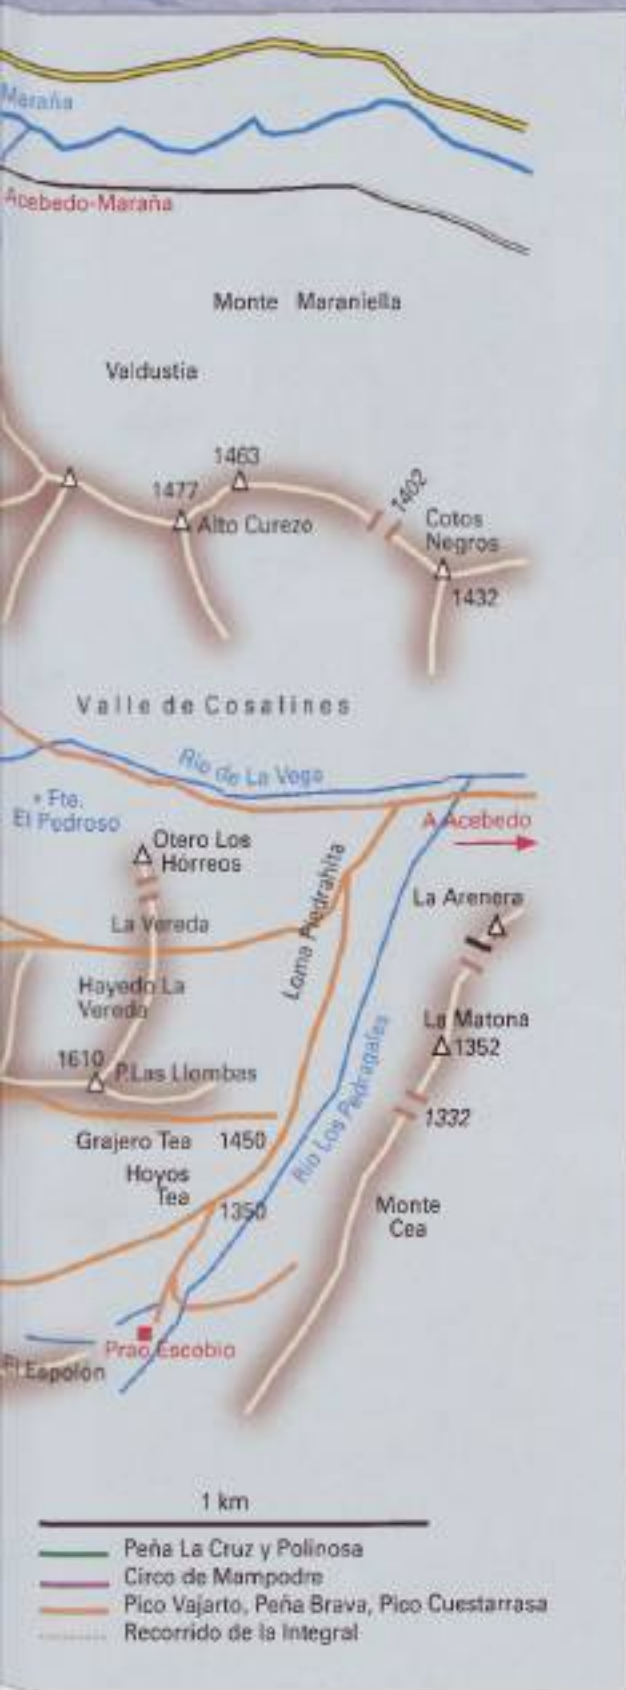 Maraña
Acebedo-Maraña
Monte Maraniella
Valdustia
1463
1477
1402
Alto Curezo
Cotos
Negros
1432
Valle de Cosalines
Río de La Vega
Fte.
El Pedroso
A Acebedo
Otero Los
Hórreos
Loma Piedrahita
La Arenera
La Vereda
Hayedo La
Vereda
La Matona
1352
1610
P.Las Llombas
1332
Río Los Pedragales
Grajero Tea 1450
Hoyos
Tea
1350
Monte
Cea
Prao Escobio
El Espolón
1 km
Peña La Cruz y Polinosa
Circo de Mampodre
Pico Vajarto, Peña Brava, Pico Cuestarrasa
Recorrido de la Integral